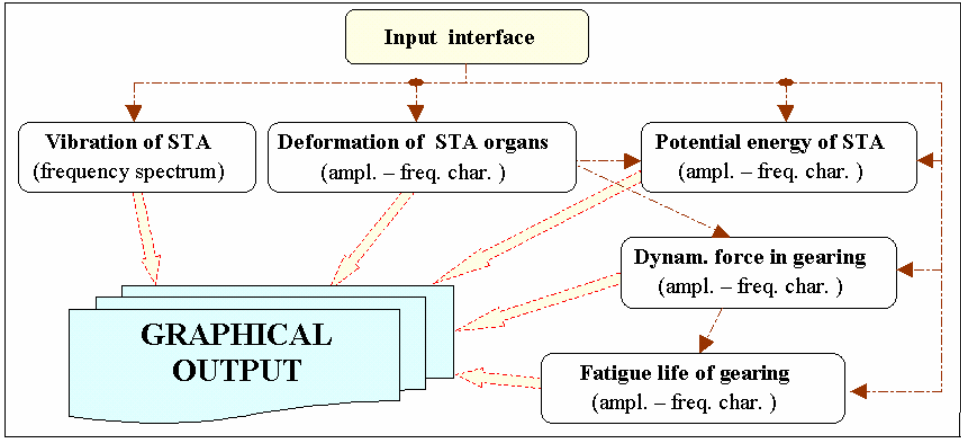 Input interface
Vibration of STA
(frequency spectrum)
Deformation of STA organs
(ampl. – freq. char. )
Potential energy of STA
(ampl. – freq. char. )
Dynam. force in gearing
(ampl. – freq. char. )
GRAPHICAL
OUTPUT
Fatigue life of gearing
(ampl. – freq. char. )